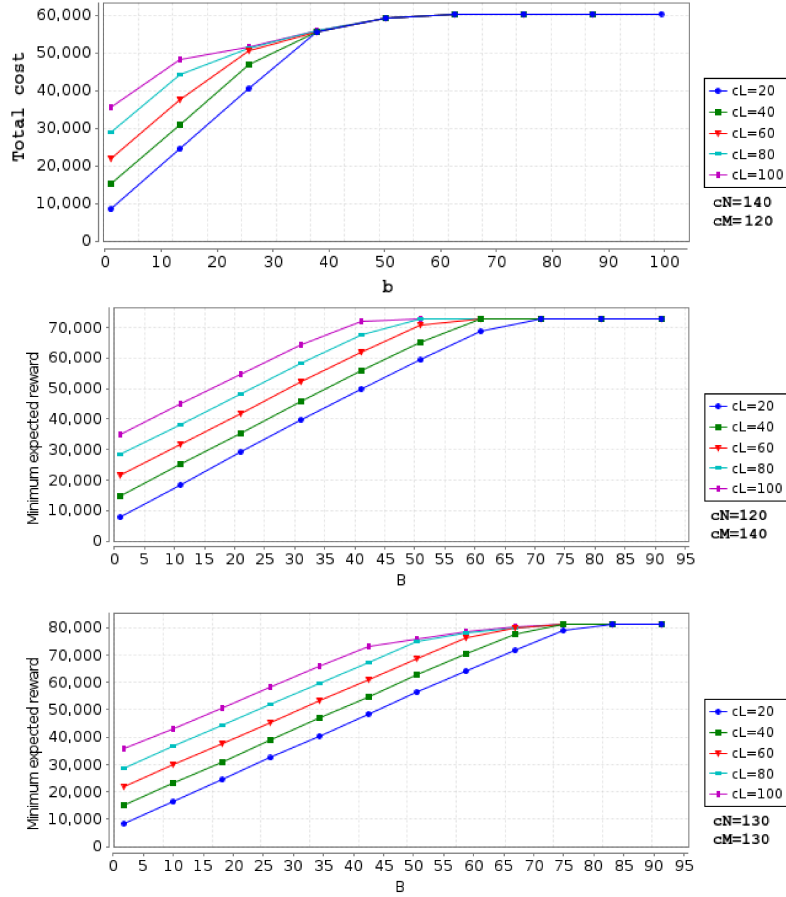 Total cost
60,000
50,000
40,000
30,000
20,000
10,000
0
0 10 20 30 40 50 60 70 80 90 100
b
cL=20
cL=40
cL=60
cL=80
cL=100
cN=140
cM=120
Minimum expected reward
70,000
60,000
50,000
40,000
30,000
20,000
10,000
0
0 5 10 15 20 25 30 35 40 45 50 55 60 65 70 75 80 85 90 95
B
cL=20
cL=40
cL=60
cL=80
cL=100
cN=120
cM=140
Minimum expected reward
80,000
70,000
60,000
50,000
40,000
30,000
20,000
10,000
0
0 5 10 15 20 25 30 35 40 45 50 55 60 65 70 75 80 85 90 95
B
cL=20
cL=40
cL=60
cL=80
cL=100
cN=130
cM=130